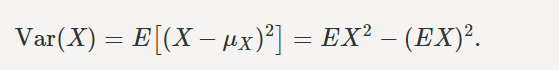 Var(X) = E[(X − μ_X)²] = EX² − (EX)².